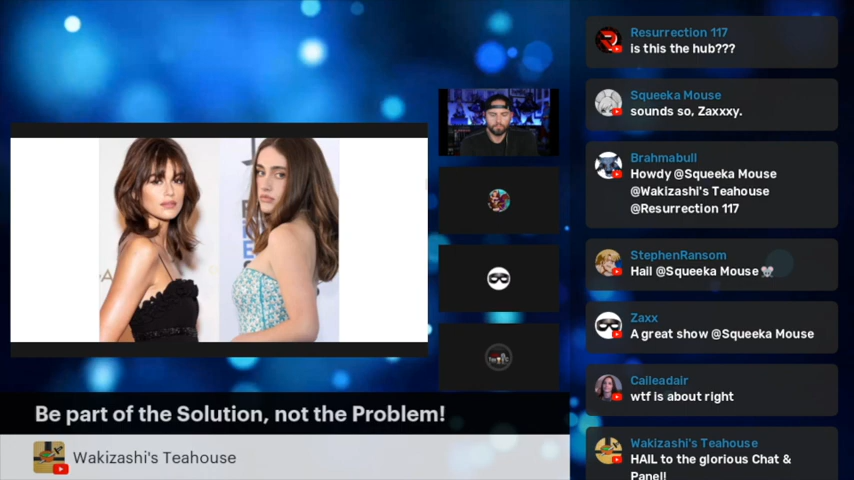 Resurrection 117
is this the hub???
Squeeka Mouse
sounds so, Zaxxxy.
Brahmabull
Howdy @Squeeka Mouse
@Wakizashi's Teahouse
@Resurrection 117
StephenRansom
Hail @Squeeka Mouse🐭
Zaxx
A great show @Squeeka Mouse
Caileadair
wtf is about right
Wakizashi's Teahouse
HAIL to the glorious Chat &
Panel!
Be part of the Solution, not the Problem!
Wakizashi's Teahouse